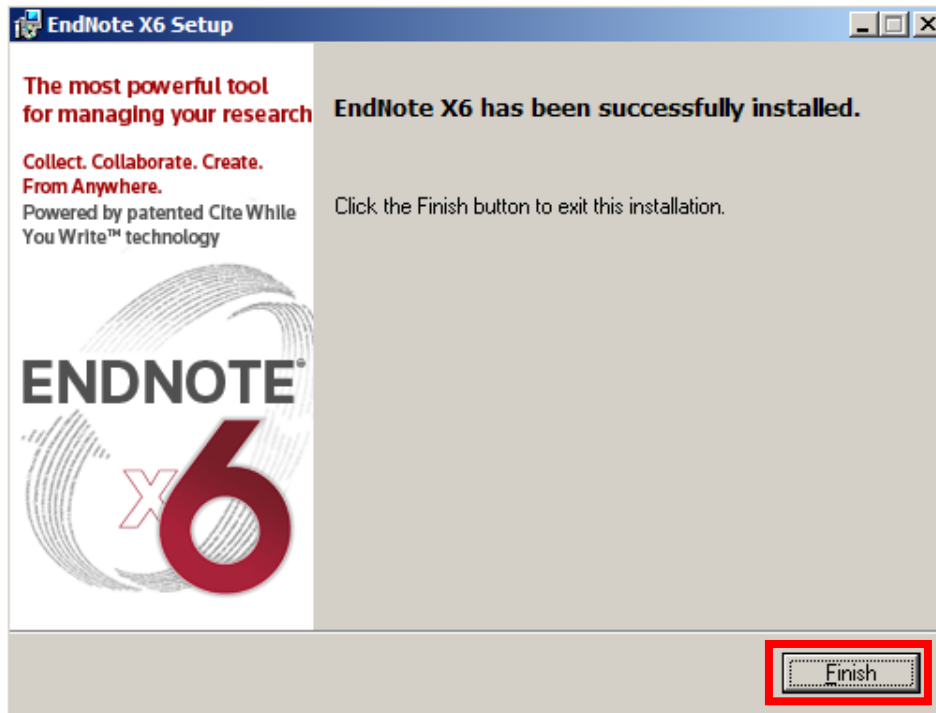 EndNote X6 Setup
The most powerful tool
for managing your research
Collect. Collaborate. Create.
From Anywhere.
Powered by patented Cite While
You Write™ technology
ENDNOTE®
x6
EndNote X6 has been successfully installed.
Click the Finish button to exit this installation.
Finish